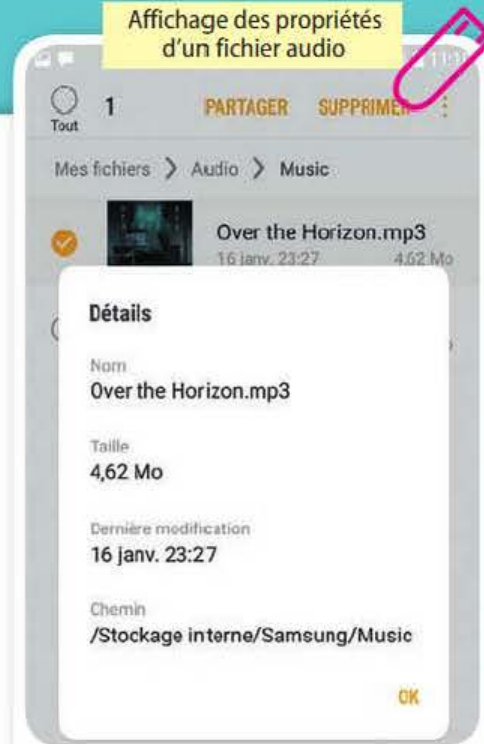 Affichage des propriétés
d'un fichier audio
Tout
1
PARTAGER SUPPRIMER
Mes fichiers > Audio > Music
Over the Horizon.mp3
16 janv. 23:27 4,62 Mo
Détails
Nom
Over the Horizon.mp3
Taille
4,62 Mo
Dernière modification
16 janv. 23:27
Chemin
/Stockage interne/Samsung/Music
OK